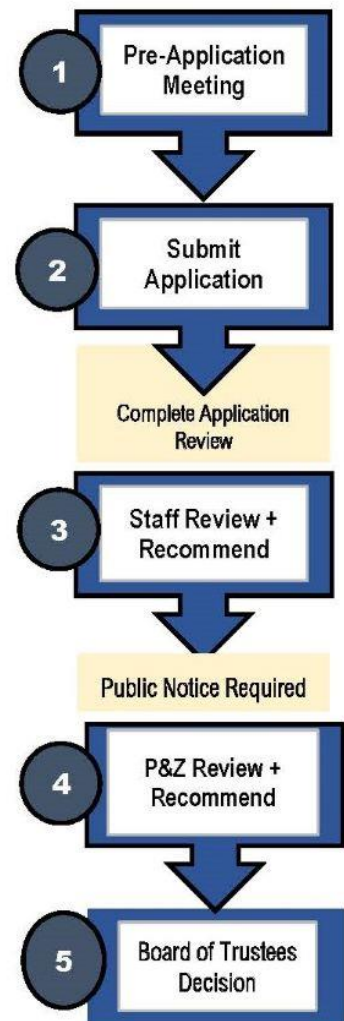 1
Pre-Application
Meeting
2
Submit
Application
Complete Application
Review
3
Staff Review +
Recommend
Public Notice Required
4
P&Z Review +
Recommend
5
Board of Trustees
Decision